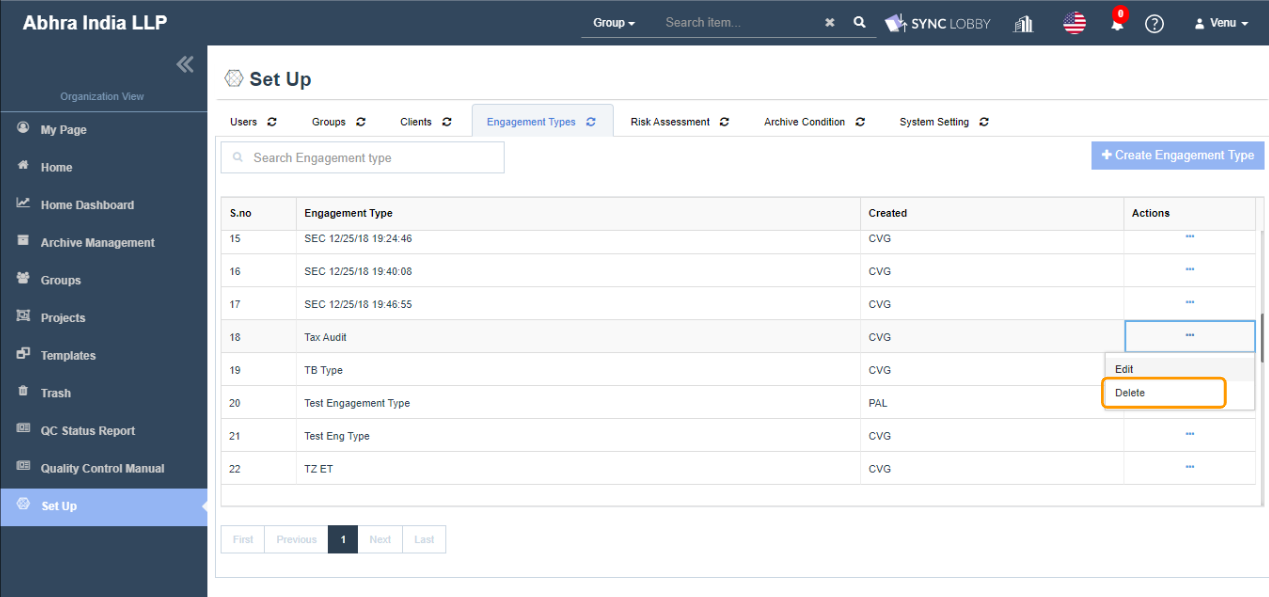 Abhra India LLP
Group
Search item...
SYNC LOBBY
0
Venu
Organization View
My Page
Home
Home Dashboard
Archive Management
Groups
Projects
Templates
Trash
QC Status Report
Quality Control Manual
Set Up
Set Up
Users Groups Clients Engagement Types Risk Assessment Archive Condition System Setting
Search Engagement type
+ Create Engagement Type
S.no Engagement Type Created Actions
15 SEC 12/25/18 19:24:46 CVG ...
16 SEC 12/25/18 19:40:08 CVG ...
17 SEC 12/25/18 19:46:55 CVG ...
18 Tax Audit CVG ...
19 TB Type CVG
20 Test Engagement Type PAL
21 Test Eng Type CVG ...
22 TZ ET CVG ...
Edit
Delete
First Previous 1 Next Last